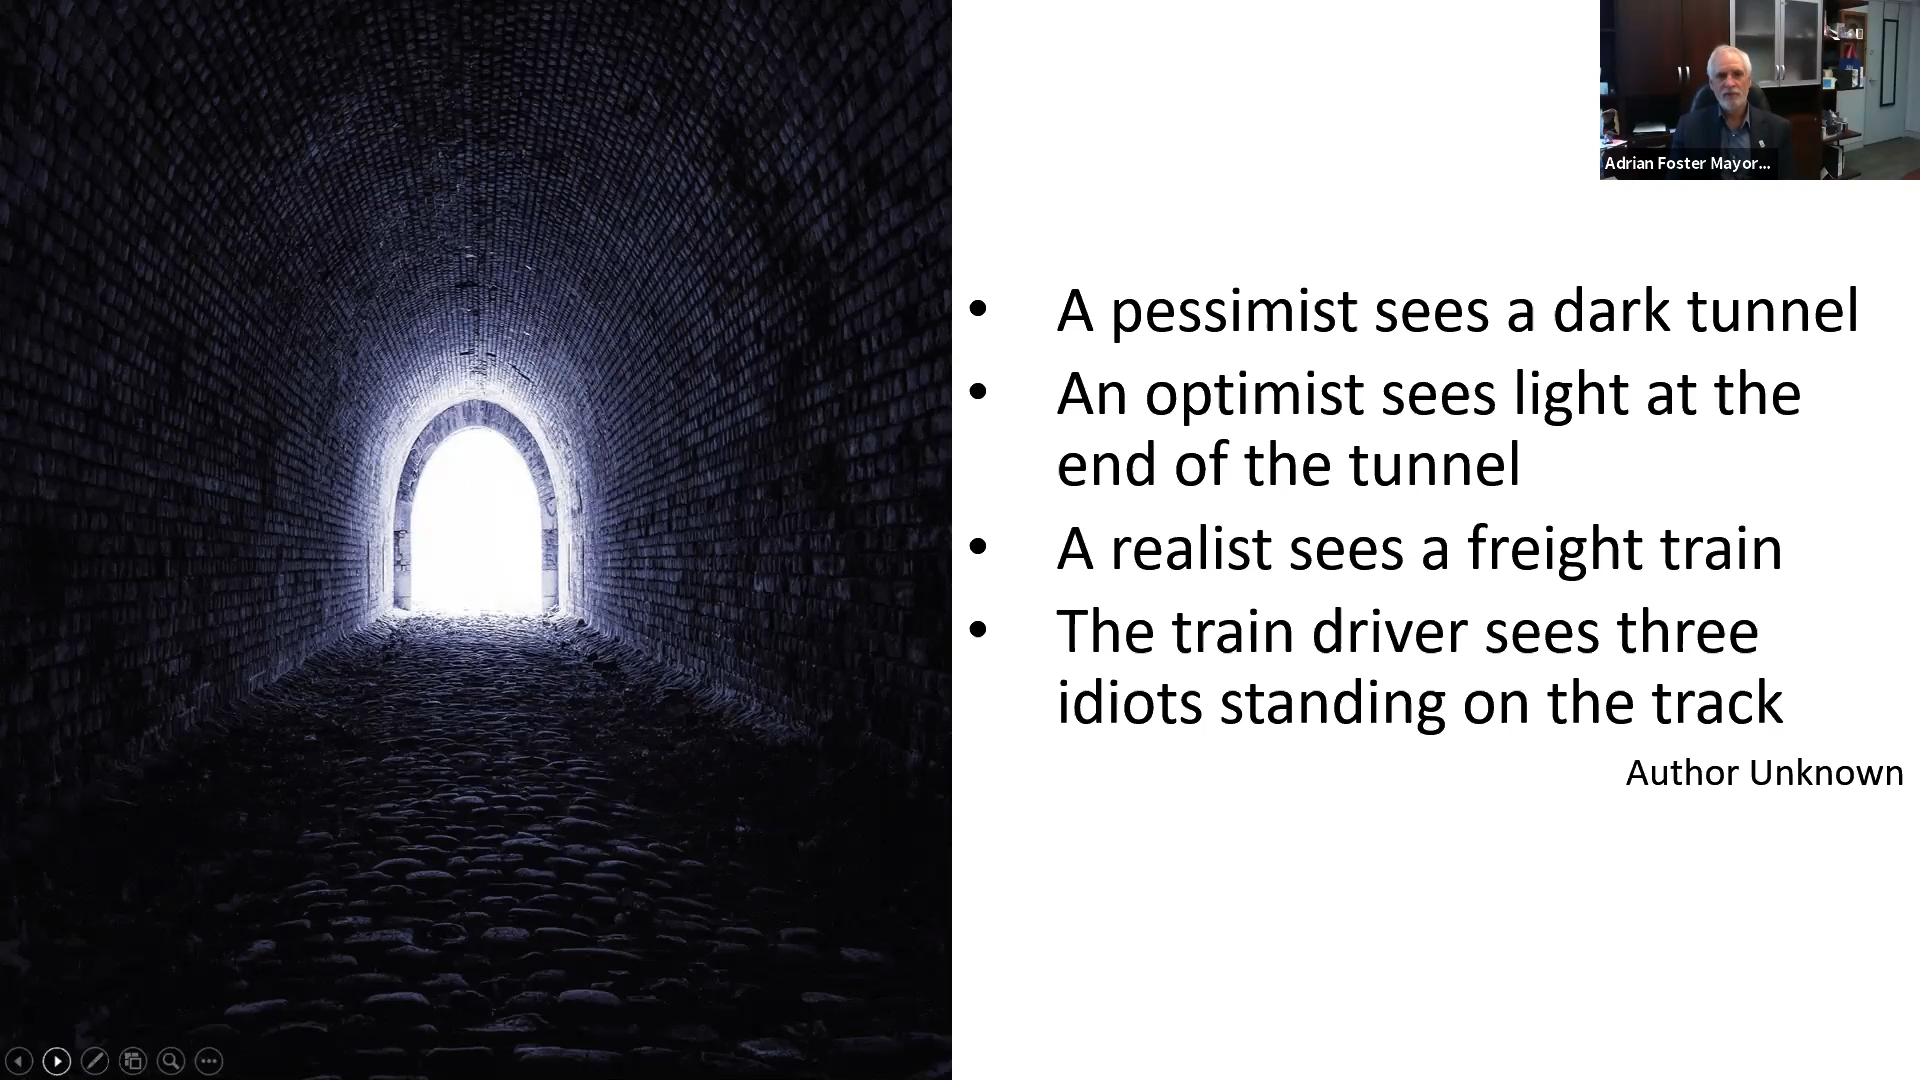 Adrian Foster Mayor...
• A pessimist sees a dark tunnel
• An optimist sees light at the
end of the tunnel
• A realist sees a freight train
• The train driver sees three
idiots standing on the track
Author Unknown